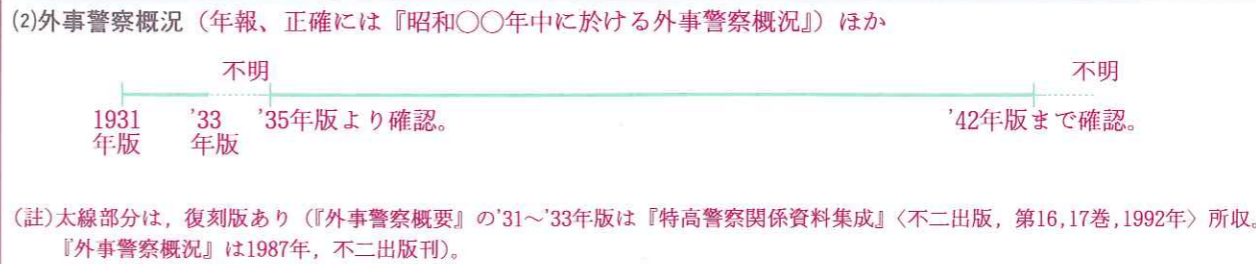 (2)外事警察概況（年報、正確には『昭和○○年中に於ける外事警察概況』）ほか
不明 不明
1931年版 '33年版 '35年版より確認。 '42年版まで確認。
(註)太線部分は，復刻版あり（『外事警察概要』の'31〜'33年版は『特高警察関係資料集成』〈不二出版，第16,17巻,1992年〉所収。
『外事警察概況』は1987年，不二出版刊)。